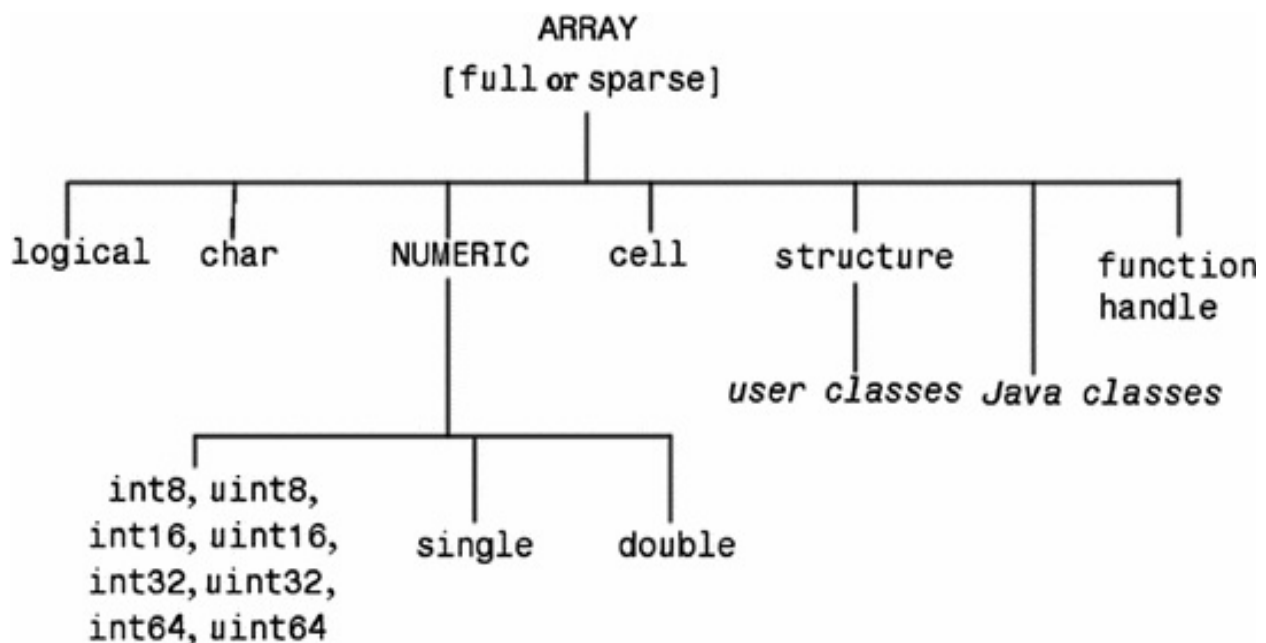 ARRAY
[full or sparse]
logical char NUMERIC cell structure function
handle
user classes Java classes
int8, uint8,
int16, uint16,
int32, uint32,
int64, uint64
single double